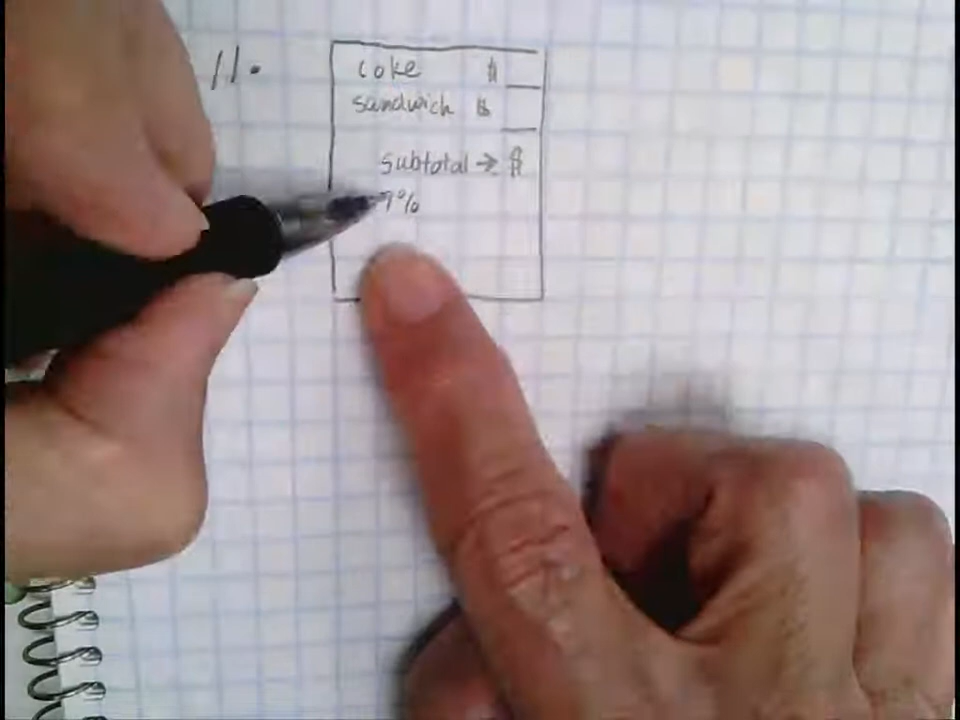 11.
coke $
sandwich $
subtotal → $
7%